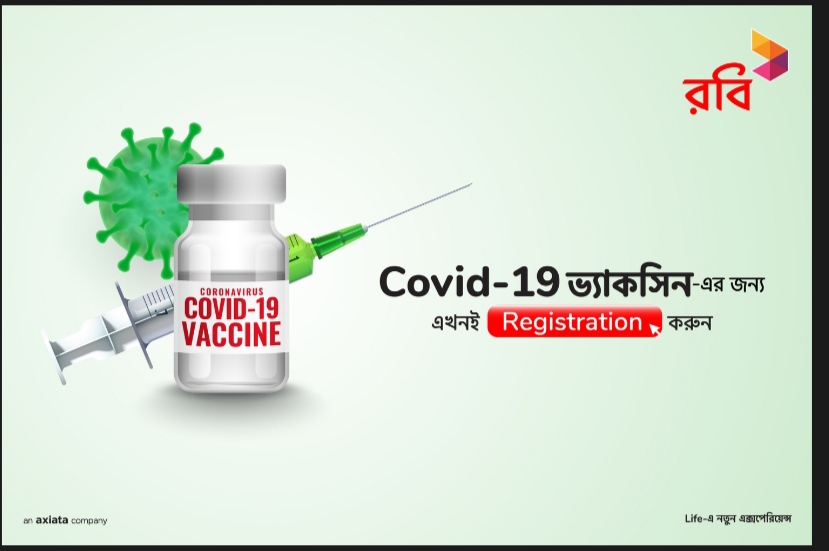 রবি
CORONAVIRUS
COVID-19
VACCINE
Covid-19 ভ্যাকসিন-এর জন্য
এখনই Registration করুন
an axiata company
Life-এ নতুন এক্সপেরিয়েন্স